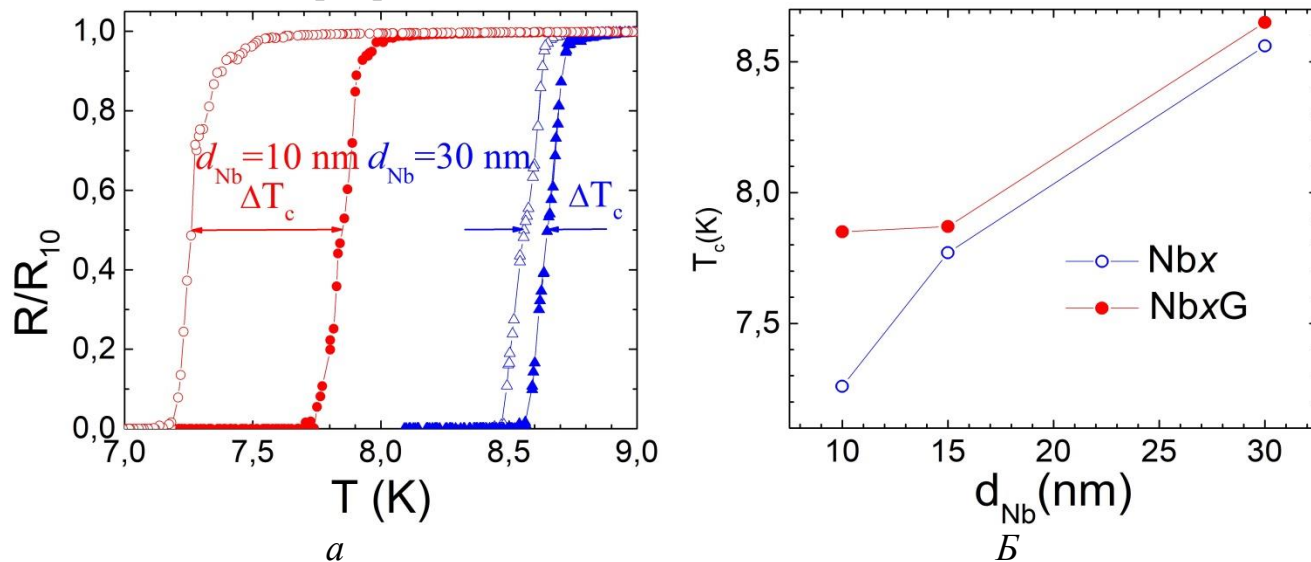 1,0
0,8
0,6
0,4
0,2
0,0
R/R10
dNb=10 nm dNb=30 nm
ΔTc
ΔTc
7,0 7,5 8,0 8,5 9,0
T (K)
а
8,5
8,0
7,5
Tc(K)
Nbx
NbxG
10 15 20 25 30
dNb(nm)
Б